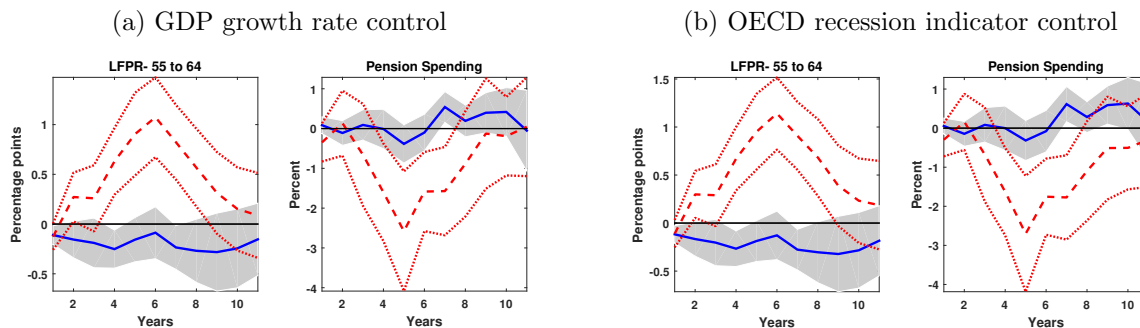 (a) GDP growth rate control
(b) OECD recession indicator control
LFPR- 55 to 64
Pension Spending
LFPR- 55 to 64
Pension Spending
Percentage points
1
0.5
0
-0.5
2 4 6 8 10
Years
Percent
1
0
-1
-2
-3
-4
2 4 6 8 10
Years
Percentage points
1.5
1
0.5
0
-0.5
2 4 6 8 10
Years
Percent
1
0
-1
-2
-3
-4
2 4 6 8 10
Years